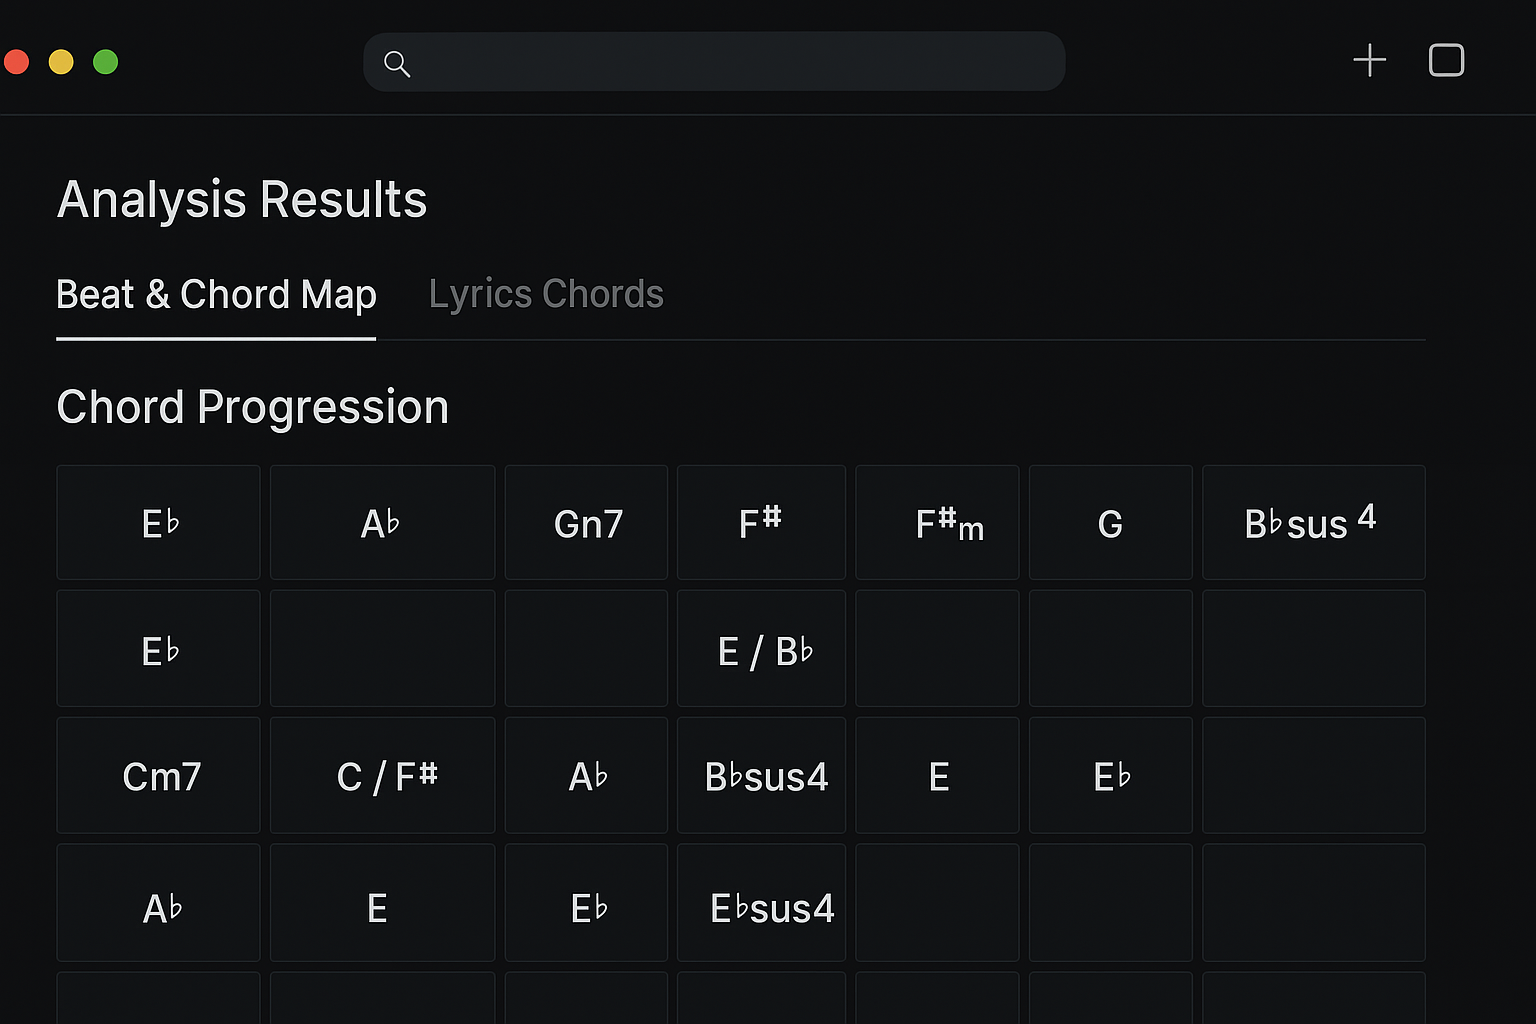 Analysis Results
Beat & Chord Map Lyrics Chords
Chord Progression
E♭ A♭ Gn7 F# F#m G B♭sus 4
E♭ E / B♭
Cm7 C / F# A♭ B♭sus4 E E♭
A♭ E E♭ E♭sus4